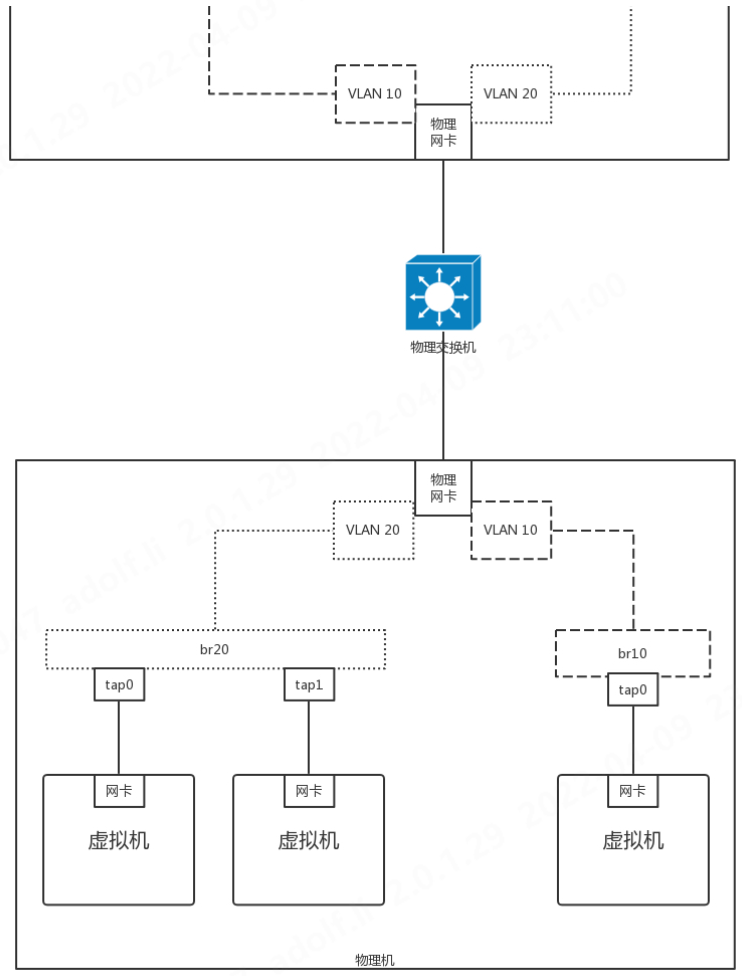 VLAN 10
VLAN 20
物理
网卡
物理交换机
物理
网卡
VLAN 20
VLAN 10
br20
br10
tap0
tap1
tap0
网卡
网卡
网卡
虚拟机
虚拟机
虚拟机
物理机